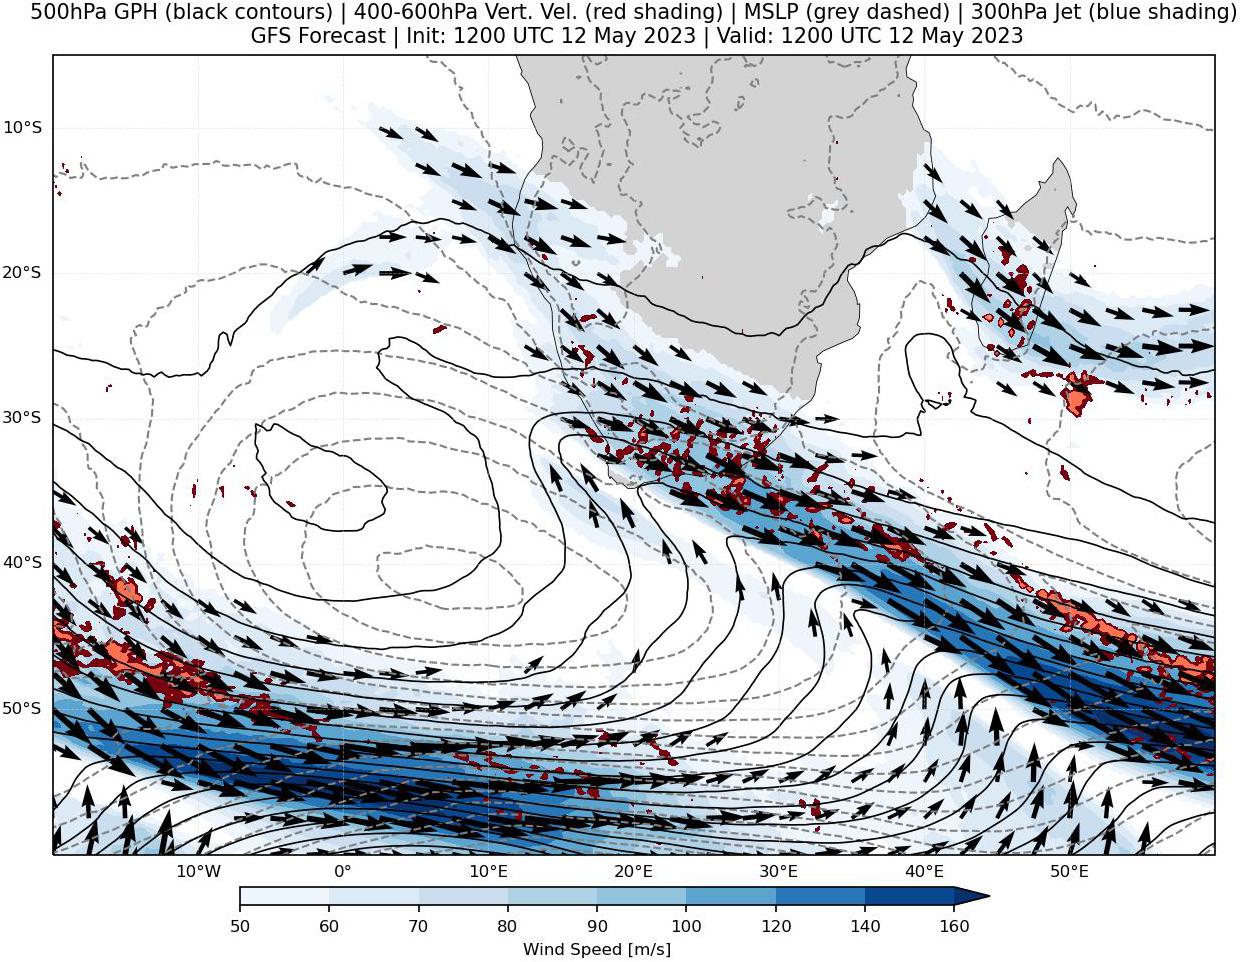 500hPa GPH (black contours) | 400-600hPa Vert. Vel. (red shading) | MSLP (grey dashed) | 300hPa Jet (blue shading)
GFS Forecast | Init: 1200 UTC 12 May 2023 | Valid: 1200 UTC 12 May 2023
10°S
20°S
30°S
40°S
50°S
10°W 0° 10°E 20°E 30°E 40°E 50°E
50 60 70 80 90 100 120 140 160
Wind Speed [m/s]